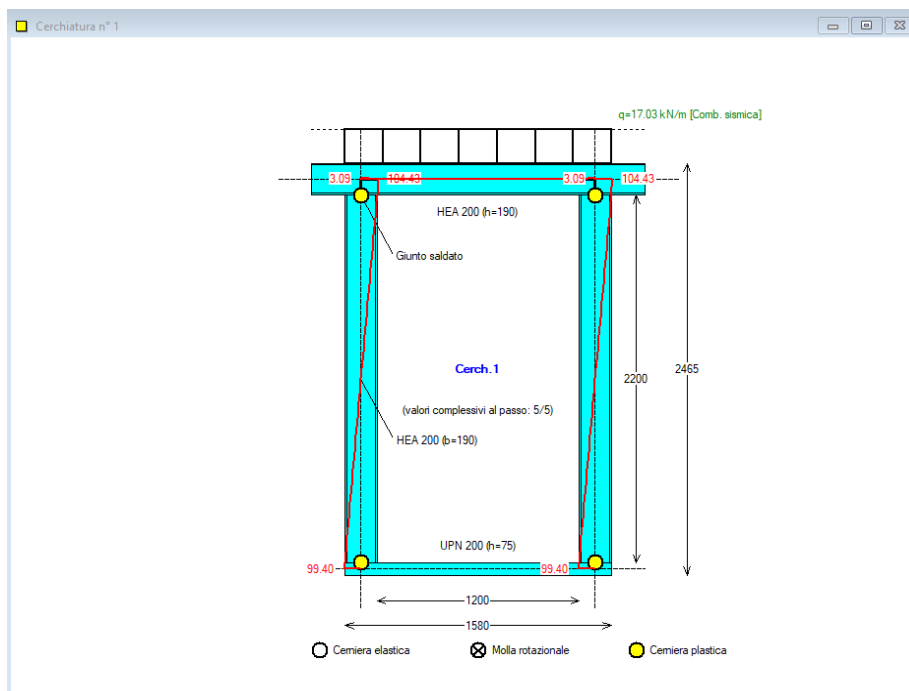 Cerchiatura n° 1
q=17.03 kN/m [Comb. sismica]
3.09
104.43
3.09
104.43
HEA 200 (h=190)
Giunto saldato
Cerch.1
2200
2465
(valori complessivi al passo: 5/5)
HEA 200 (b=190)
UPN 200 (h=75)
99.40
99.40
1200
1580
Cerniera elastica
Molla rotazionale
Cerniera plastica